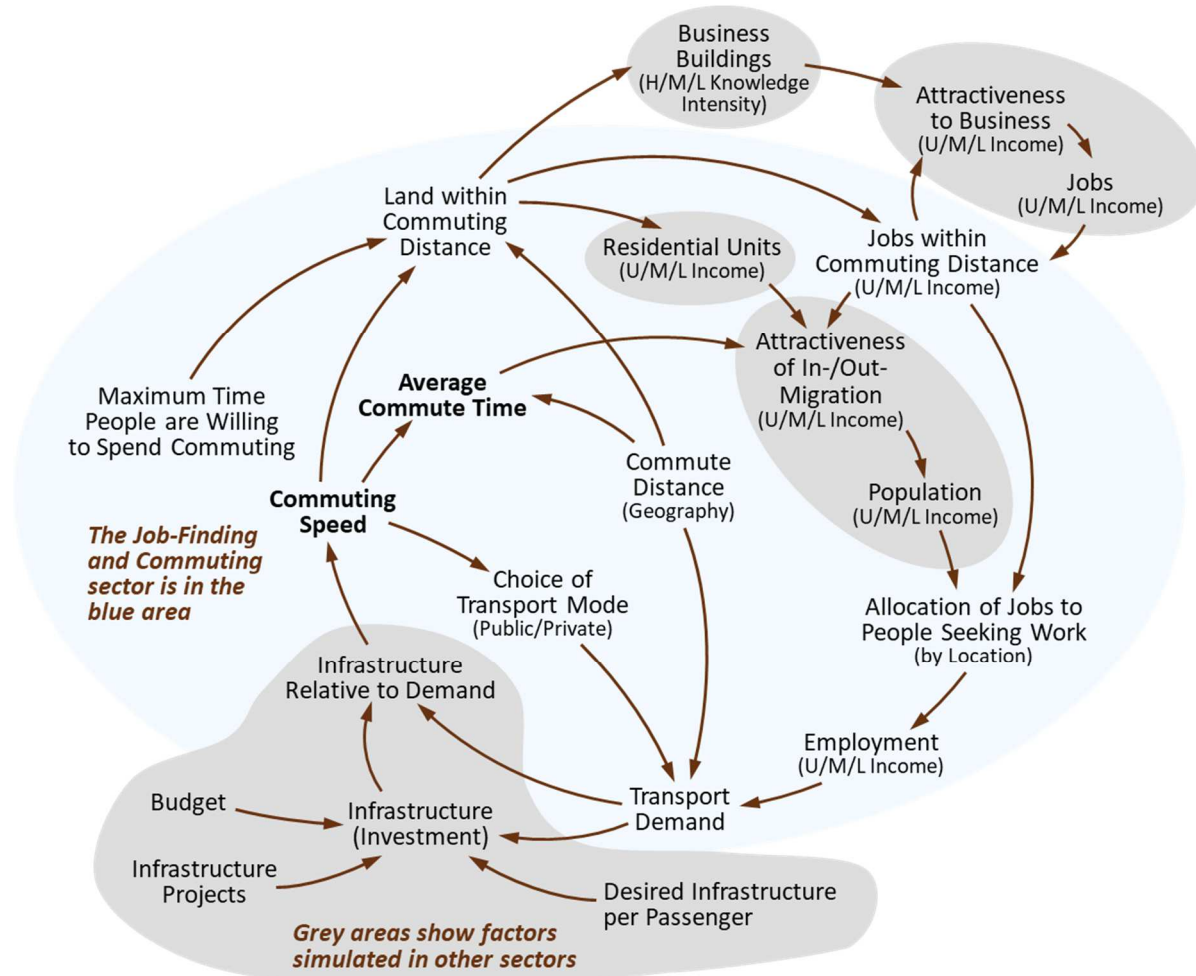 Business
Buildings
(H/M/L Knowledge
Intensity)
Attractiveness
to Business
(U/M/L Income)
Jobs
(U/M/L Income)
Land within
Commuting
Distance
Residential Units
(U/M/L Income)
Jobs within
Commuting Distance
(U/M/L Income)
Maximum Time
People are Willing
to Spend Commuting
Average
Commute Time
Attractiveness
of In-/Out-
Migration
(U/M/L Income)
Commuting
Speed
Commute
Distance
(Geography)
Population
(U/M/L Income)
The Job-Finding
and Commuting
sector is in the
blue area
Choice of
Transport Mode
(Public/Private)
Allocation of Jobs to
People Seeking Work
(by Location)
Infrastructure
Relative to Demand
Employment
(U/M/L Income)
Budget
Infrastructure
(Investment)
Transport
Demand
Infrastructure
Projects
Desired Infrastructure
per Passenger
Grey areas show factors
simulated in other sectors